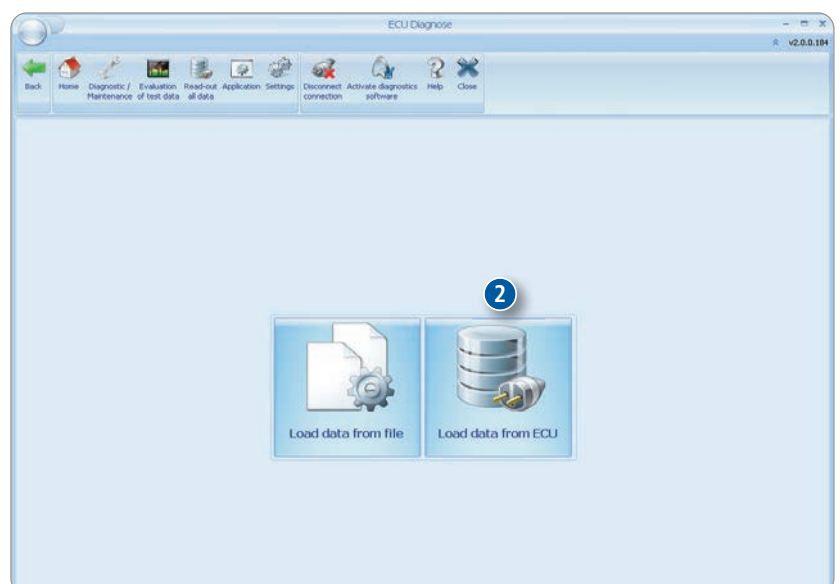 ECU Diagnose
v2.0.0.184
Back Home Diagnostic / Evaluation Read-out Application Settings Disconnect Activate diagnostics Help Close
Maintenance of test data all data connection software
2
Load data from file Load data from ECU